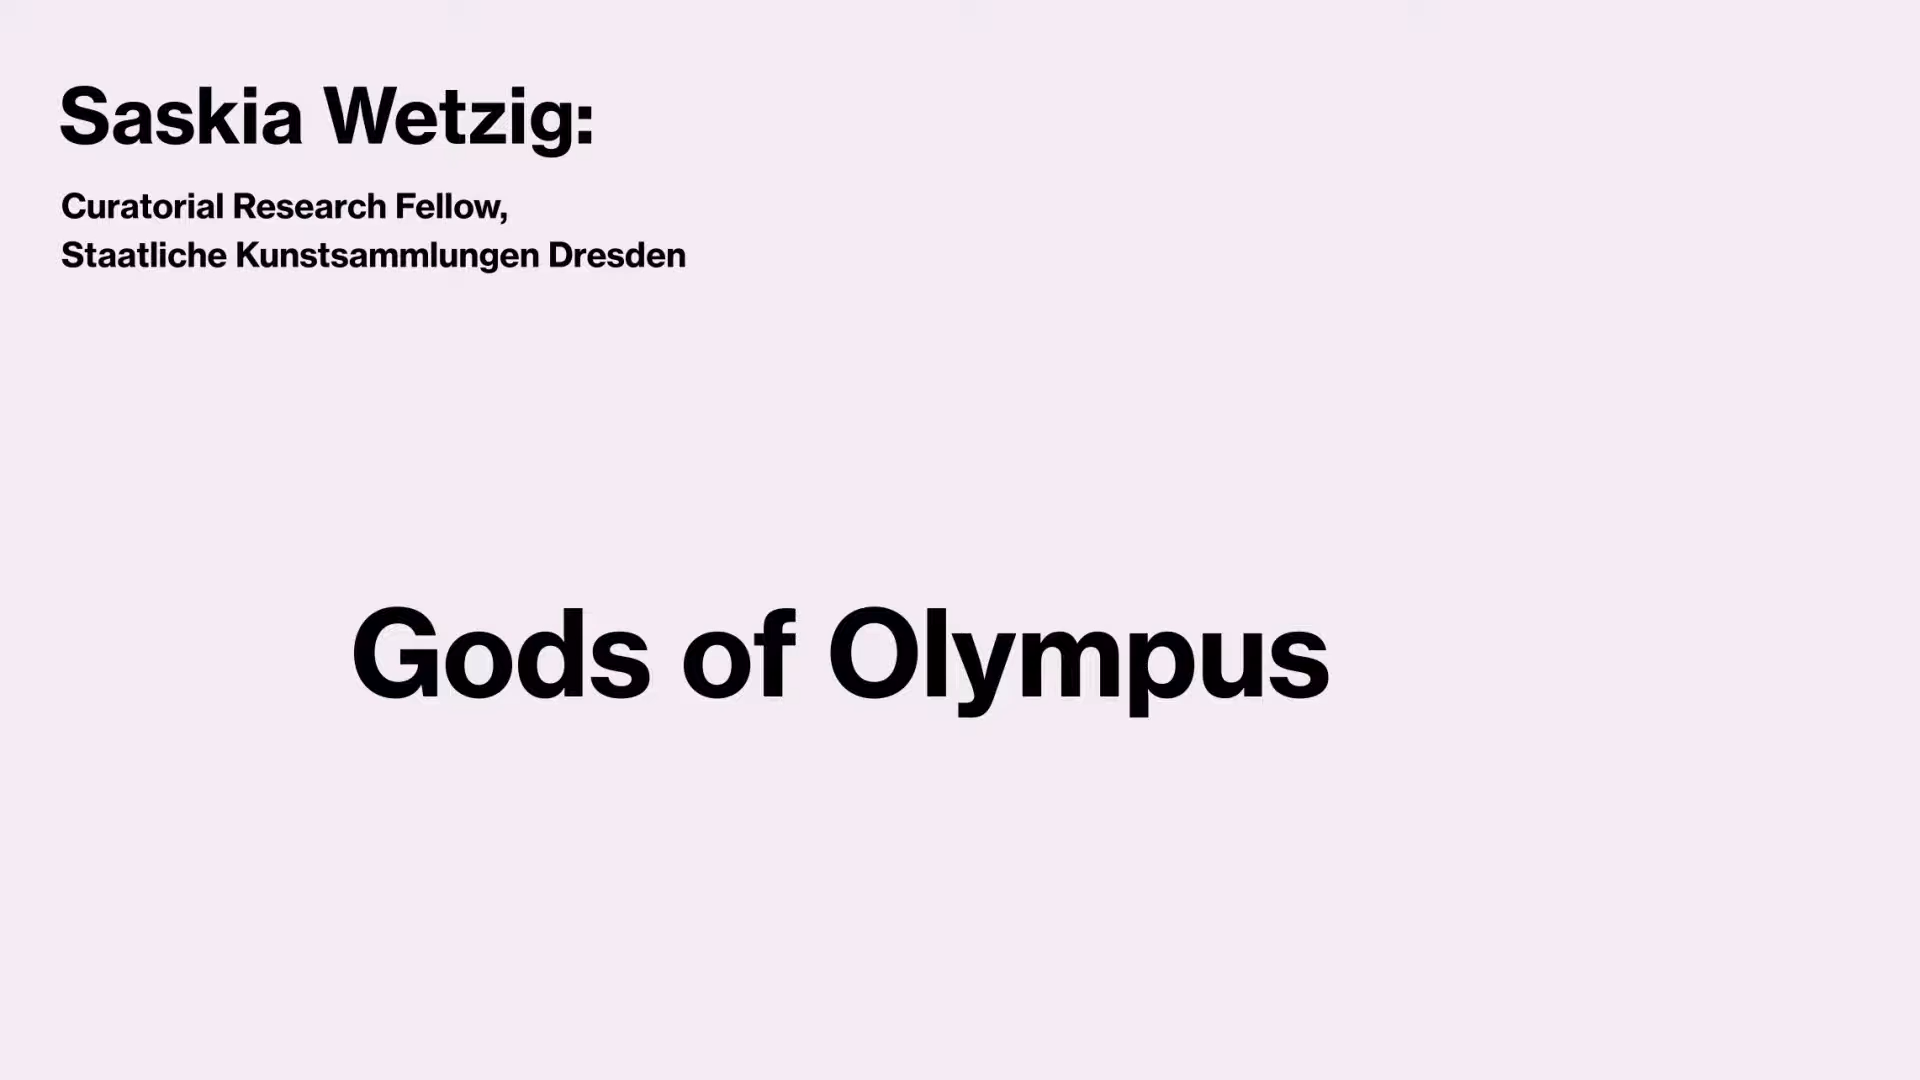 Saskia Wetzig:
Curatorial Research Fellow,
Staatliche Kunstsammlungen Dresden
Gods of Olympus